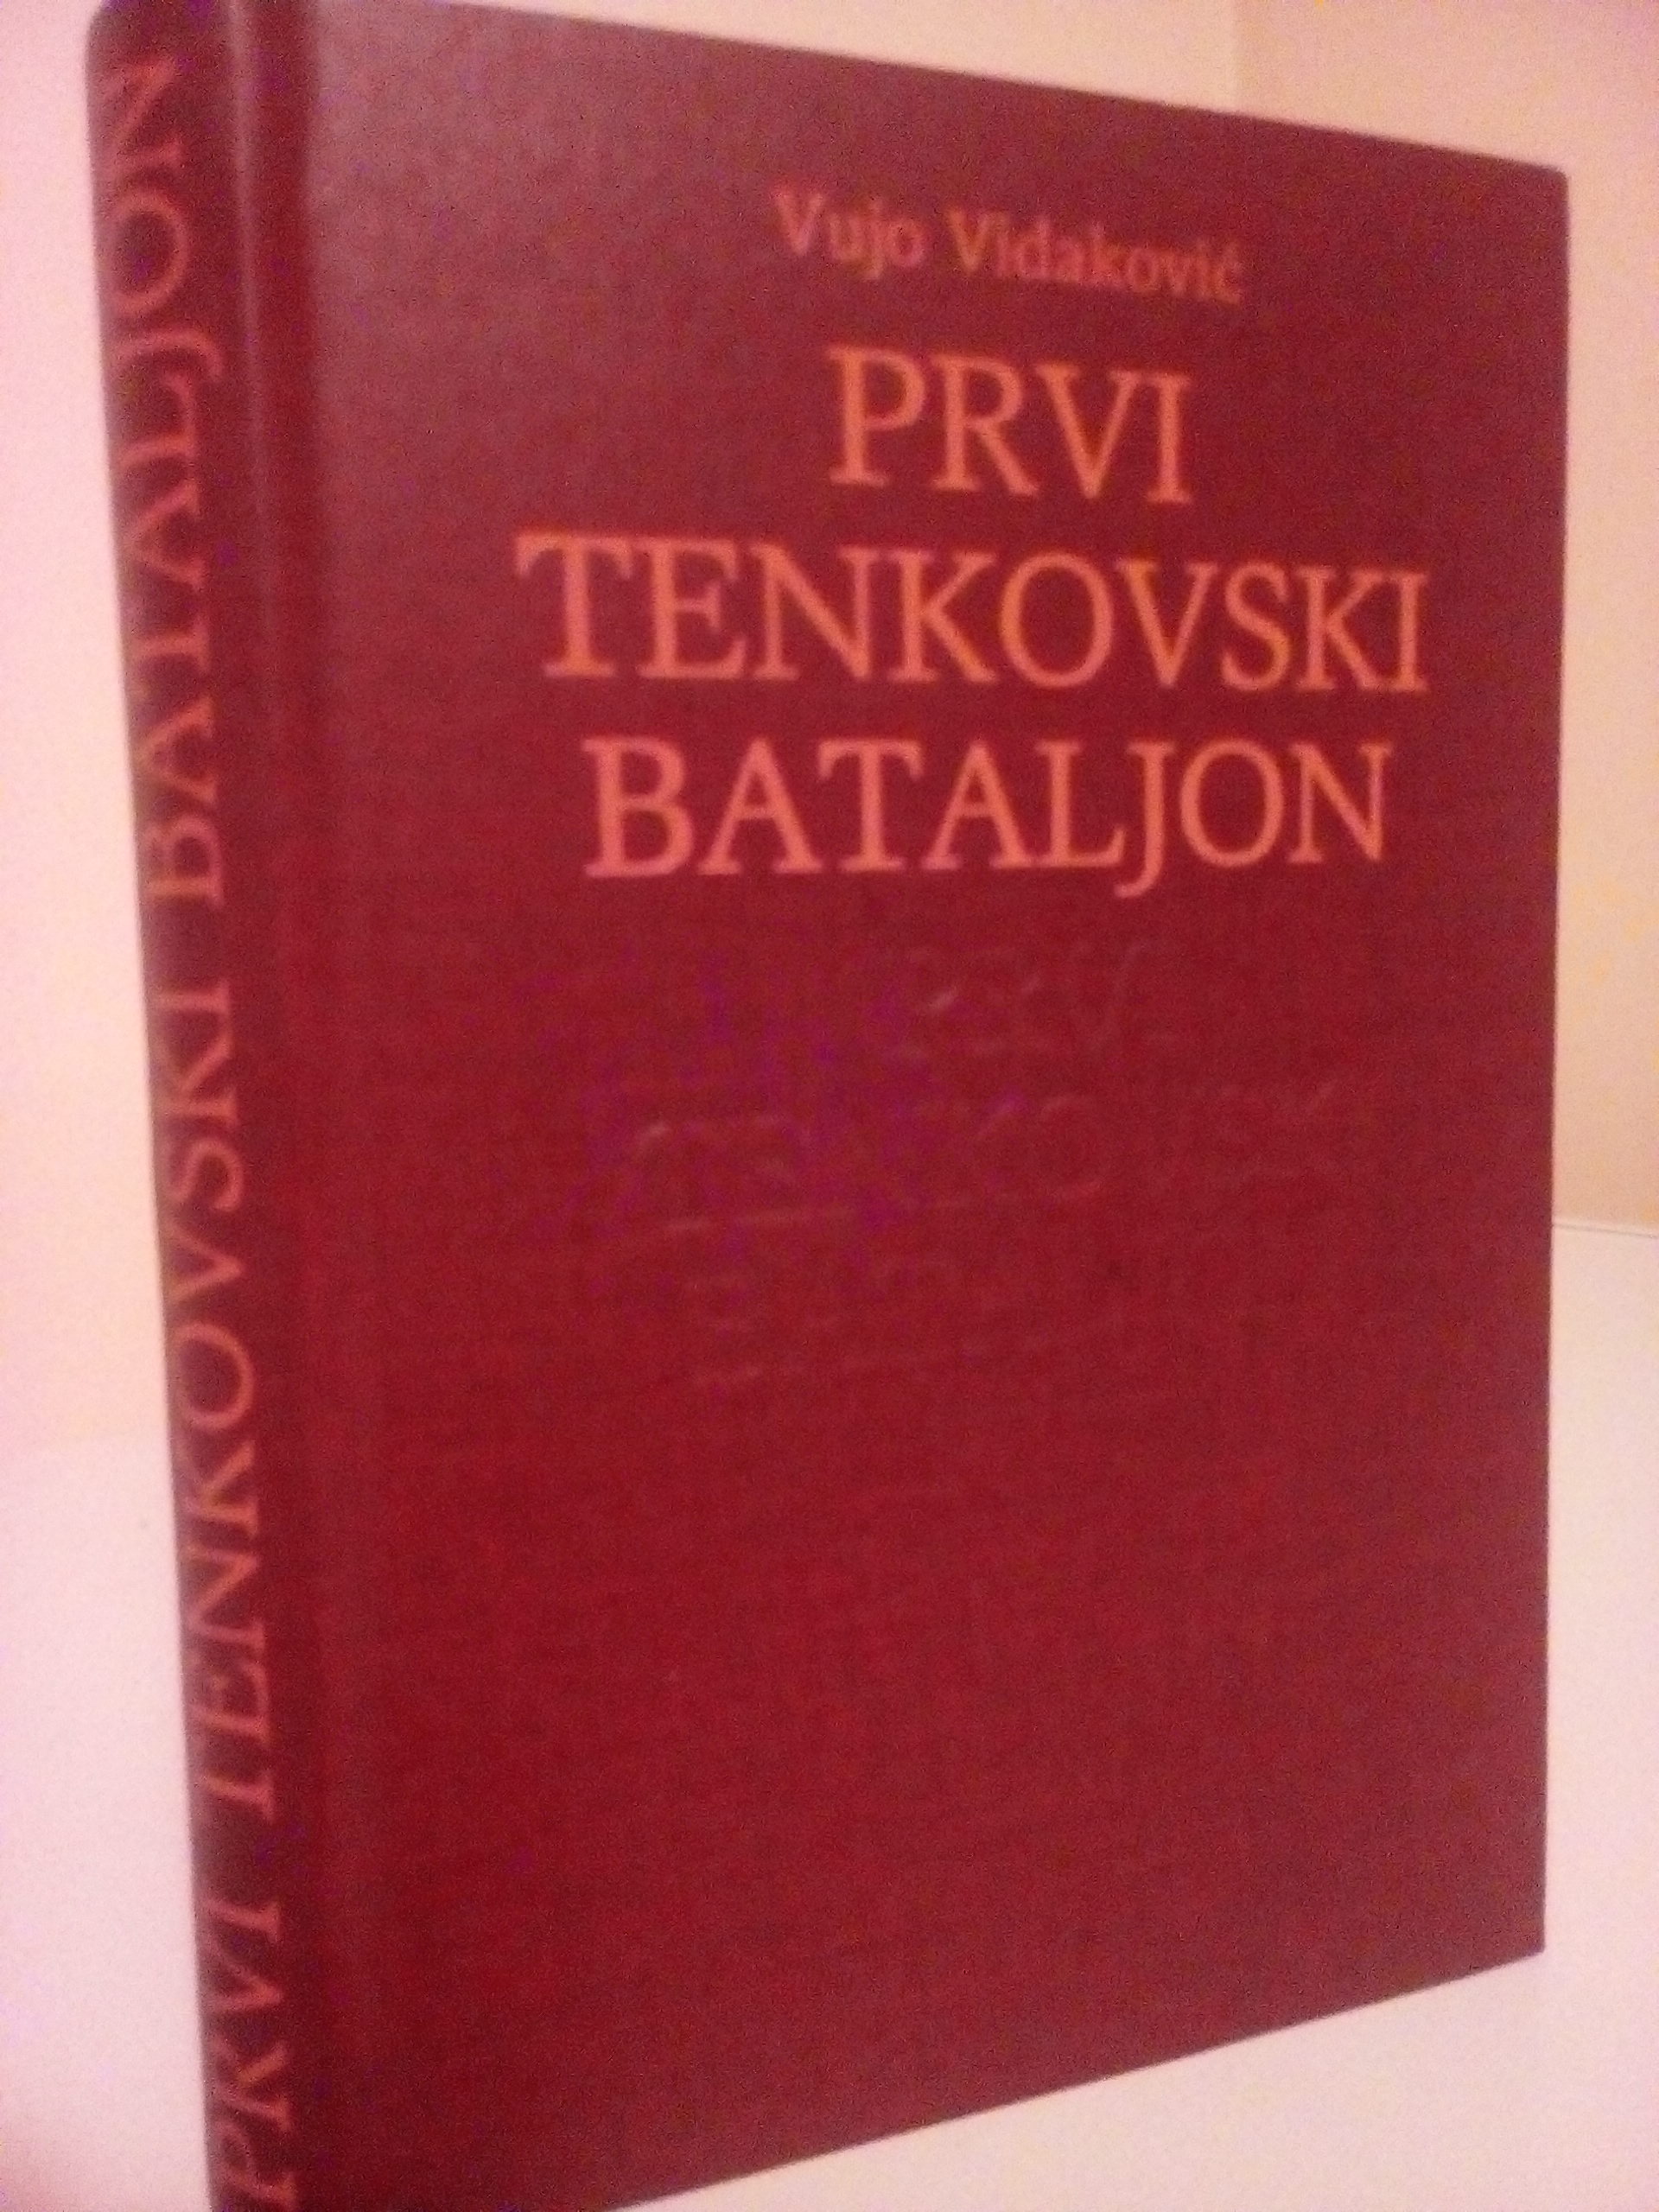 Vujo Vidaković
PRVI
TENKOVSKI
BATALJON
PRVI TENKOVSKI BATALJON